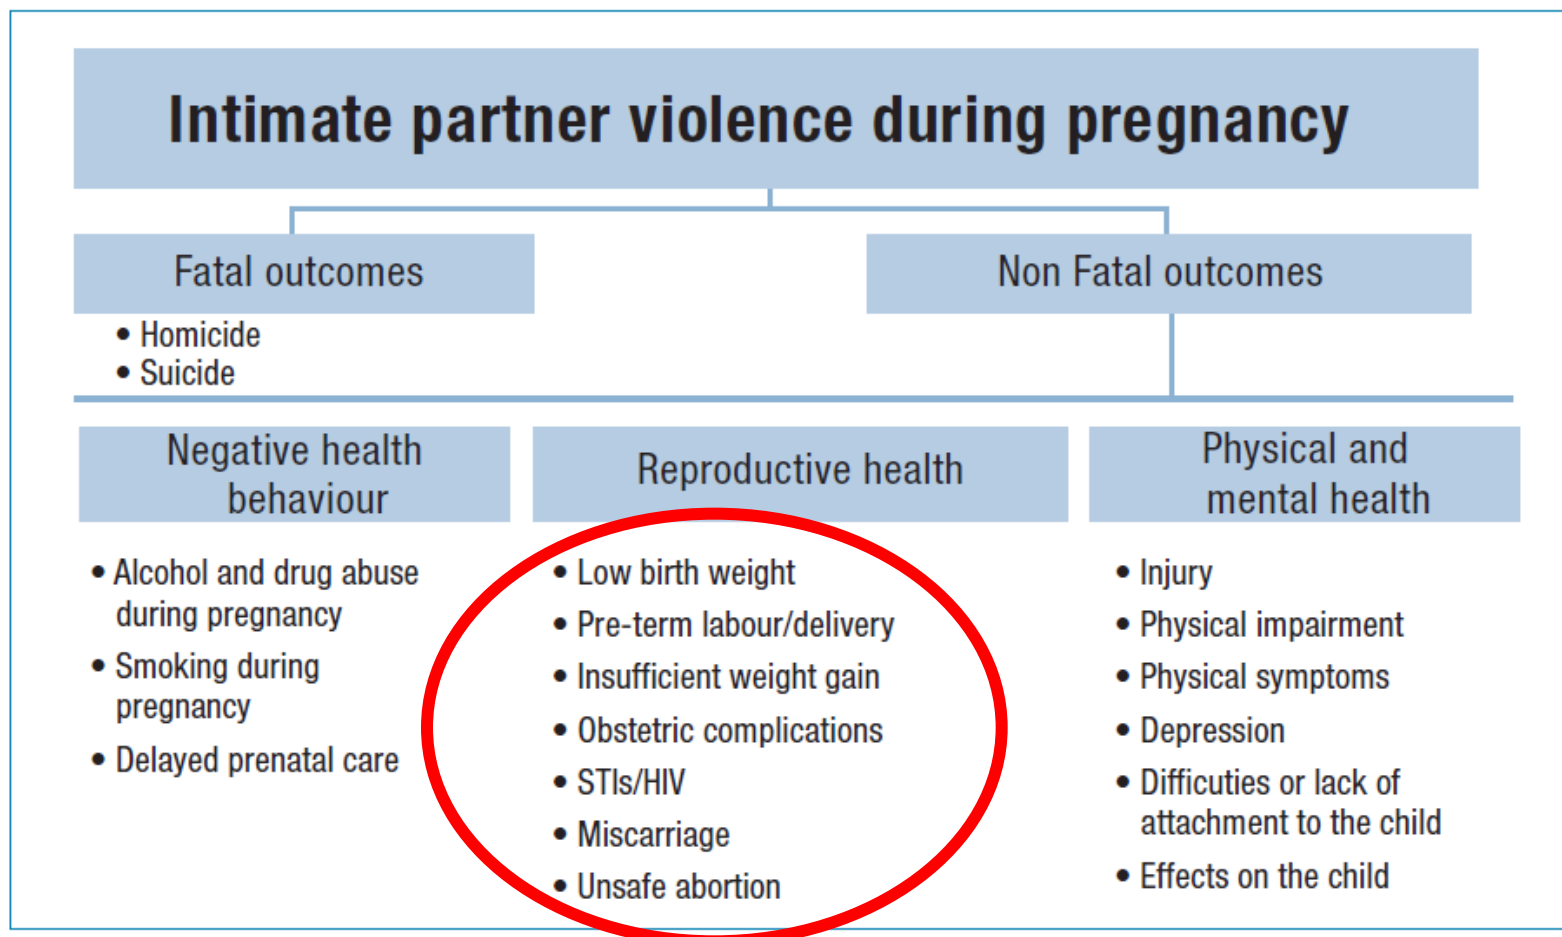 Intimate partner violence during pregnancy
Fatal outcomes
• Homicide
• Suicide
Non Fatal outcomes
Negative health
behaviour
• Alcohol and drug abuse
during pregnancy
• Smoking during
pregnancy
• Delayed prenatal care
Reproductive health
• Low birth weight
• Pre-term labour/delivery
• Insufficient weight gain
• Obstetric complications
• STIs/HIV
• Miscarriage
• Unsafe abortion
Physical and
mental health
• Injury
• Physical impairment
• Physical symptoms
• Depression
• Difficuties or lack of
attachment to the child
• Effects on the child